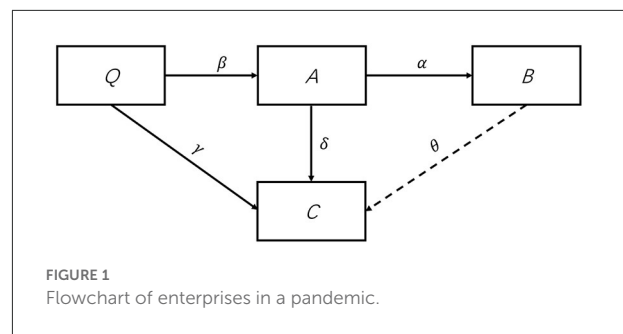 Q
β
A
α
B
γ
δ
θ
C
FIGURE 1
Flowchart of enterprises in a pandemic.